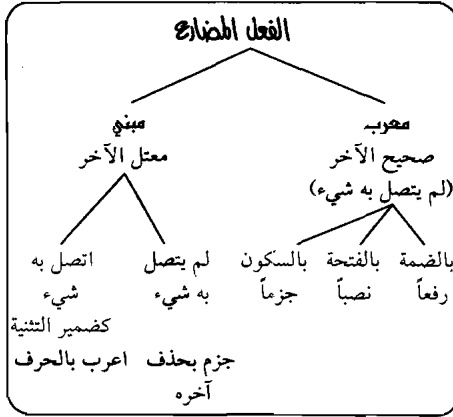 الفعل المضارع
معرب
صحيح الآخر
(لم يتصل به شيء)
بالضمة رفعاً
بالفتحة نصباً
بالسكون جزماً
مبني
معتل الآخر
لم يتصل به شيء
جزم بحذف آخره
اتصل به شيء
كضمير التثنية
اعرب بالحرف